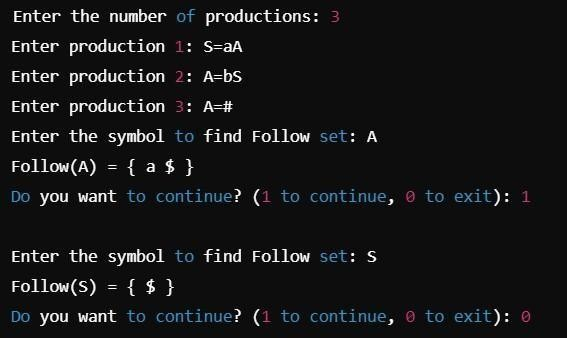 Enter the number of productions: 3
Enter production 1: S=aA
Enter production 2: A=bS
Enter production 3: A=#
Enter the symbol to find Follow set: A
Follow(A) = { a $ }
Do you want to continue? (1 to continue, 0 to exit): 1
Enter the symbol to find Follow set: S
Follow(S) = { $ }
Do you want to continue? (1 to continue, 0 to exit): 0